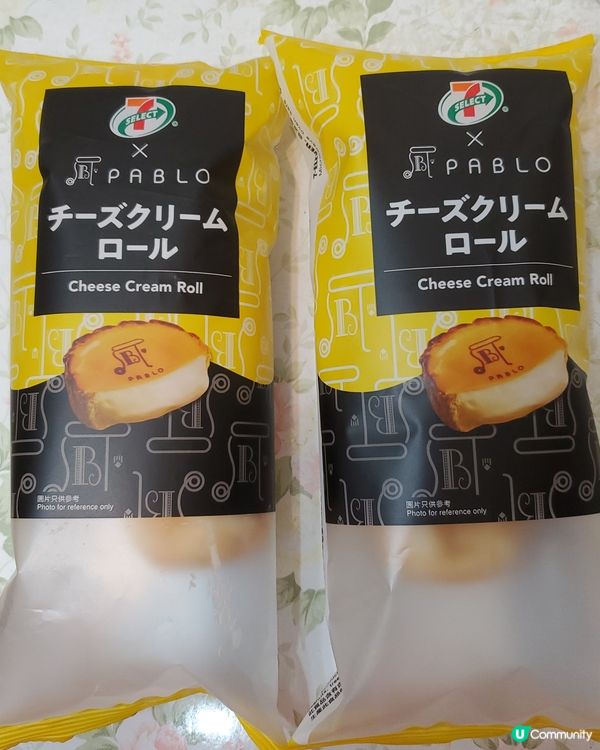 7
SELECT
×
PABLO
チーズクリーム
ロール
Cheese Cream Roll
PABLO
圖片只供參考
Photo for reference only
7
SELECT
×
PABLO
チーズクリーム
ロール
Cheese Cream Roll
PABLO
圖片只供參考
Photo for reference only
U Community